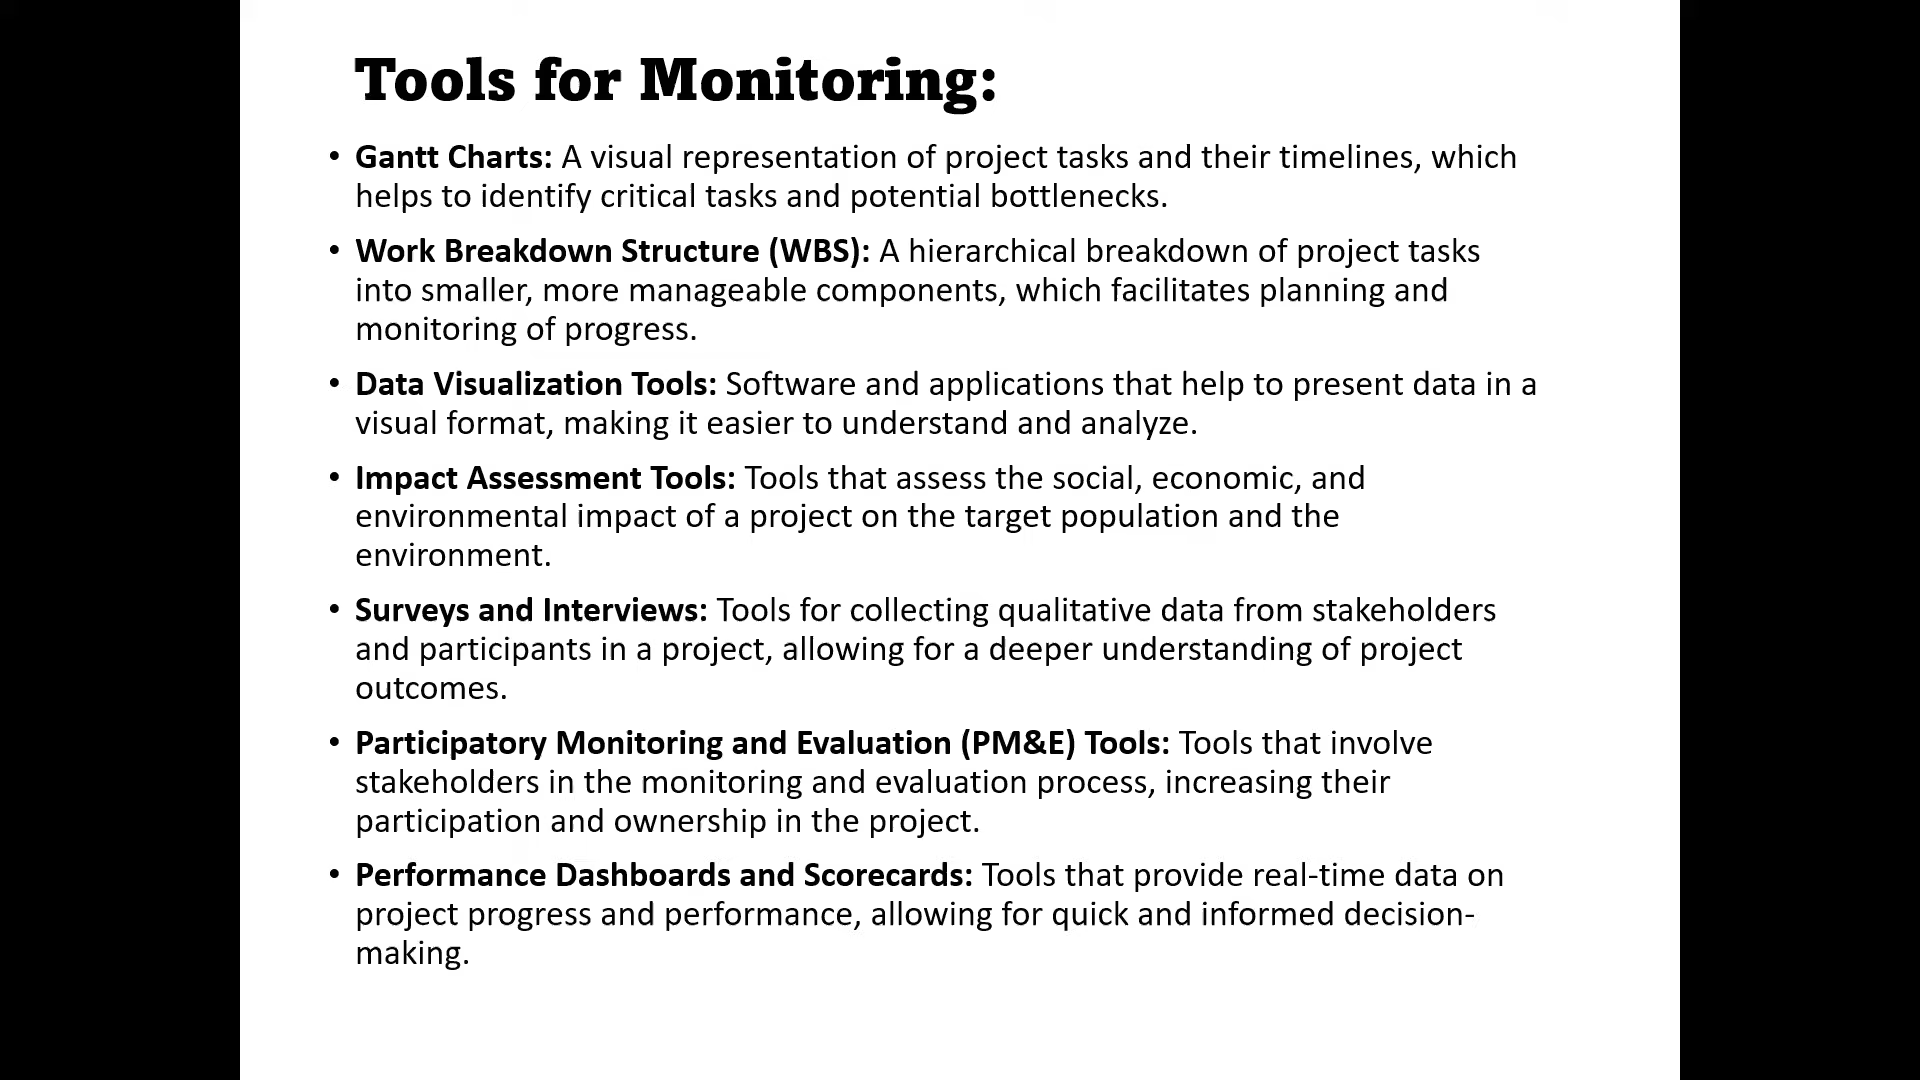 Tools for Monitoring:
• Gantt Charts: A visual representation of project tasks and their timelines, which
helps to identify critical tasks and potential bottlenecks.
• Work Breakdown Structure (WBS): A hierarchical breakdown of project tasks
into smaller, more manageable components, which facilitates planning and
monitoring of progress.
• Data Visualization Tools: Software and applications that help to present data in a
visual format, making it easier to understand and analyze.
• Impact Assessment Tools: Tools that assess the social, economic, and
environmental impact of a project on the target population and the
environment.
• Surveys and Interviews: Tools for collecting qualitative data from stakeholders
and participants in a project, allowing for a deeper understanding of project
outcomes.
• Participatory Monitoring and Evaluation (PM&E) Tools: Tools that involve
stakeholders in the monitoring and evaluation process, increasing their
participation and ownership in the project.
• Performance Dashboards and Scorecards: Tools that provide real-time data on
project progress and performance, allowing for quick and informed decision-
making.